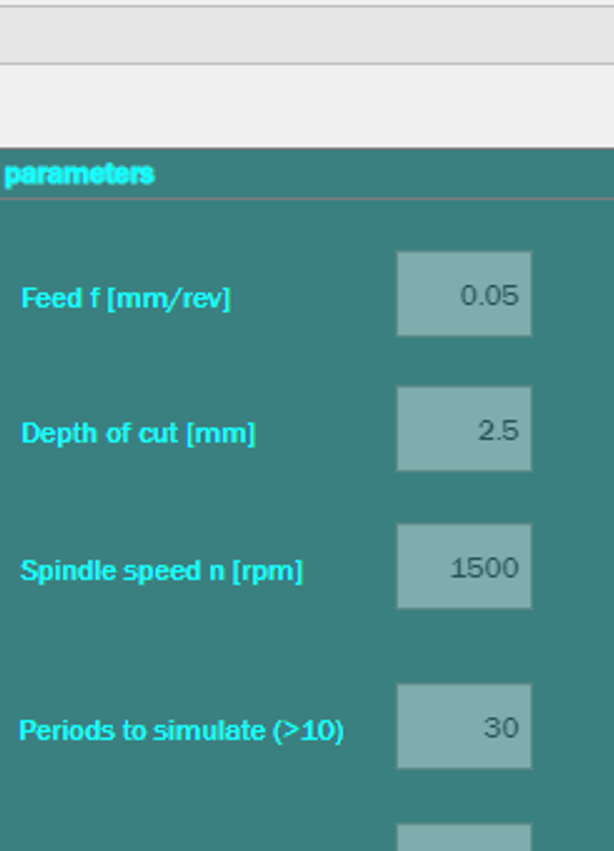 parameters
Feed f [mm/rev] 0.05
Depth of cut [mm] 2.5
Spindle speed n [rpm] 1500
Periods to simulate (>10) 30